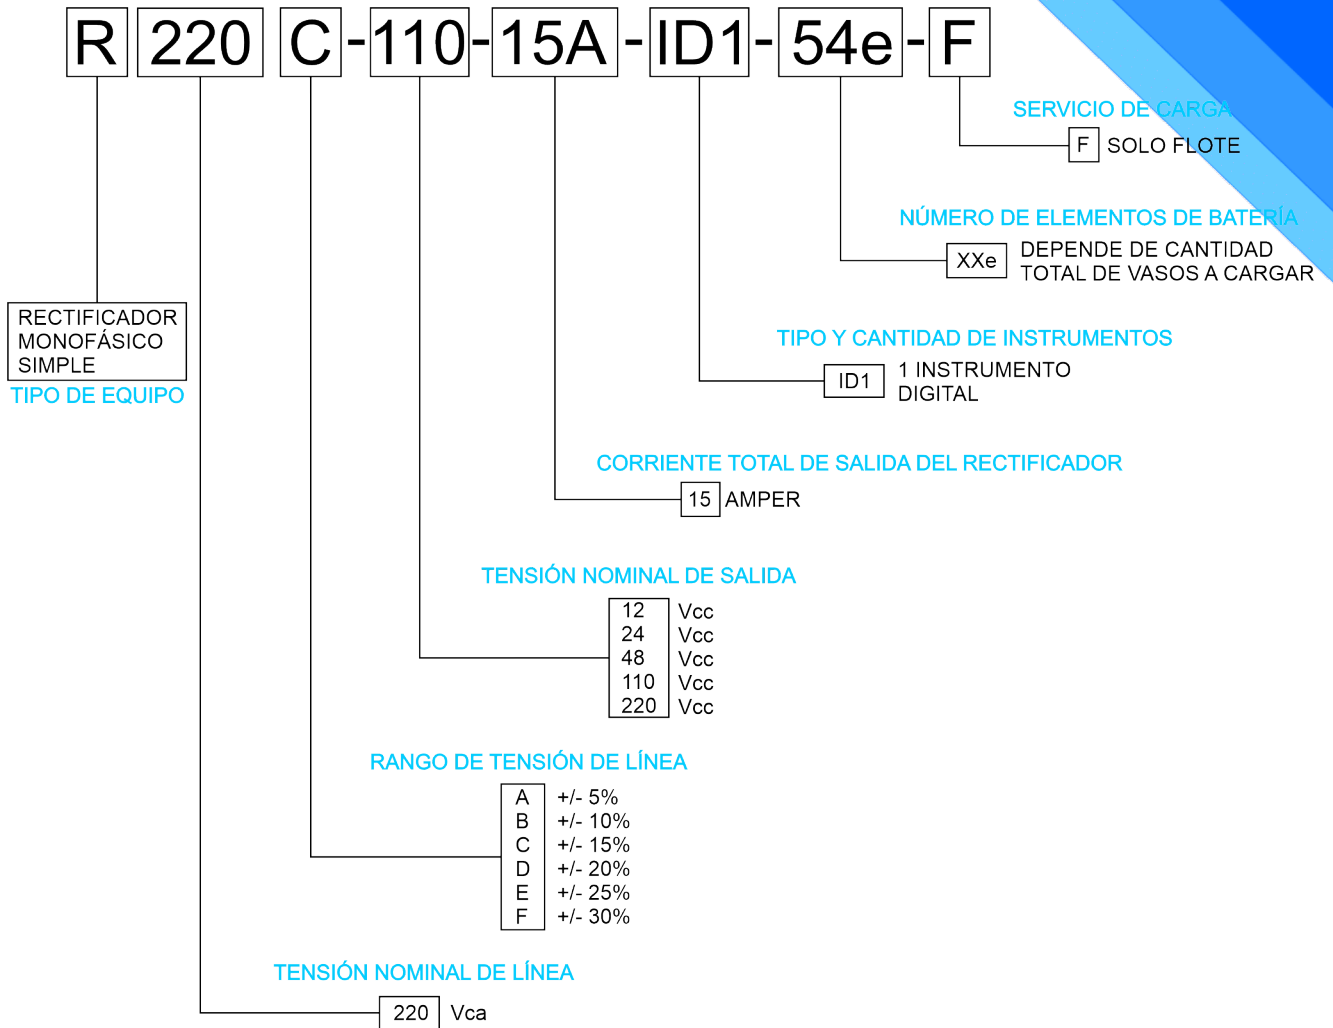 R 220 C-110-15A-ID1-54e-F
SERVICIO DE CARGA
F SOLO FLOTE
NÚMERO DE ELEMENTOS DE BATERÍA
XXe DEPENDE DE CANTIDAD
TOTAL DE VASOS A CARGAR
RECTIFICADOR
MONOFÁSICO
SIMPLE
TIPO DE EQUIPO
TIPO Y CANTIDAD DE INSTRUMENTOS
ID1 1 INSTRUMENTO
DIGITAL
CORRIENTE TOTAL DE SALIDA DEL RECTIFICADOR
15 AMPER
TENSIÓN NOMINAL DE SALIDA
12 Vcc
24 Vcc
48 Vcc
110 Vcc
220 Vcc
RANGO DE TENSIÓN DE LÍNEA
A +/- 5%
B +/- 10%
C +/- 15%
D +/- 20%
E +/- 25%
F +/- 30%
TENSIÓN NOMINAL DE LÍNEA
220 Vca